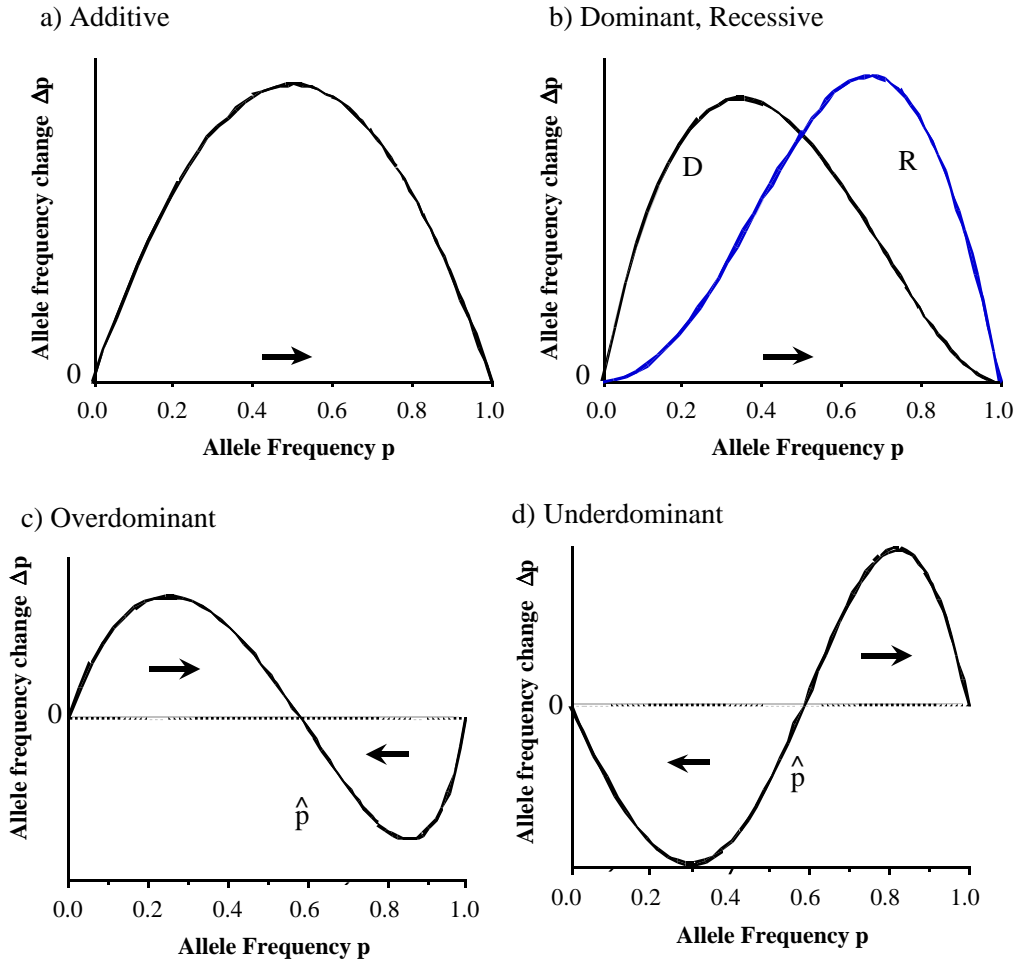 a) Additive
Allele frequency change Δp
0
0.0 0.2 0.4 0.6 0.8 1.0
Allele Frequency p
b) Dominant, Recessive
Allele frequency change Δp
D
R
0
0.0 0.2 0.4 0.6 0.8 1.0
Allele Frequency p
c) Overdominant
Allele frequency change Δp
0
p̂
0.0 0.2 0.4 0.6 0.8 1.0
Allele Frequency p
d) Underdominant
Allele frequency change Δp
0
p̂
0.0 0.2 0.4 0.6 0.8 1.0
Allele Frequency p